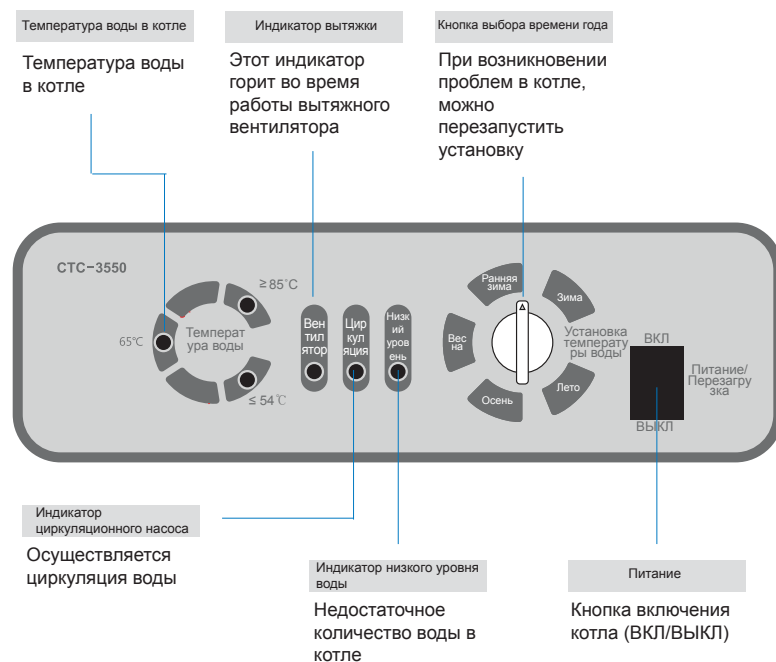 Температура воды в котле
Температура воды
в котле
Индикатор вытяжки
Этот индикатор
горит во время
работы вытяжного
вентилятора
Кнопка выбора времени года
При возникновении
проблем в котле,
можно
перезапустить
установку
CTC-3550
≥85°C
65℃
≤ 54℃
Температ
ура воды
Вен
тил
ятор
Цир
кул
яция
Низк
ий
уров
ень
Ранняя
зима
Зима
Вес
на
Осень
Лето
Установка
температу
ры воды
ВКЛ
ВЫКЛ
Питание/
Перезагру
зка
Индикатор
циркуляционного насоса
Осуществляется
циркуляция воды
Индикатор низкого уровня
воды
Недостаточное
количество воды в
котле
Питание
Кнопка включения
котла (ВКЛ/ВЫКЛ)